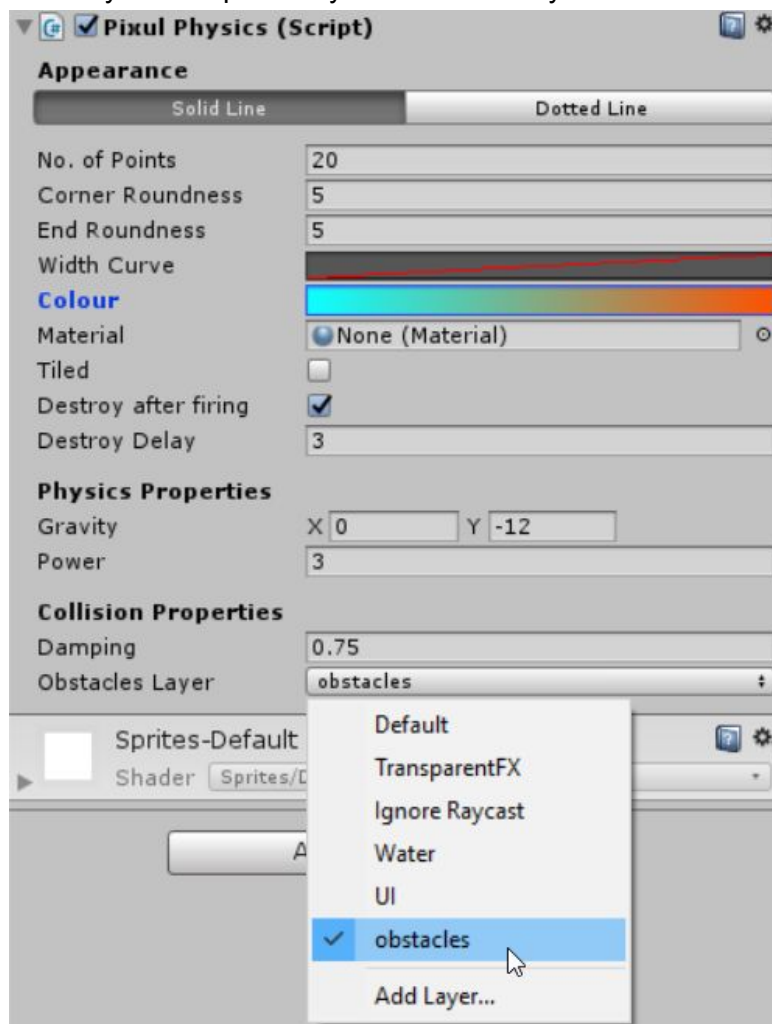 Pixul Physics (Script)
Appearance
Solid Line Dotted Line
No. of Points 20
Corner Roundness 5
End Roundness 5
Width Curve
Colour
Material None (Material)
Tiled
Destroy after firing
Destroy Delay 3
Physics Properties
Gravity X 0 Y -12
Power 3
Collision Properties
Damping 0.75
Obstacles Layer obstacles
Default
Sprites-Default
TransparentFX
Shader Sprites/D
Ignore Raycast
Water
A
UI
obstacles
Add Layer...